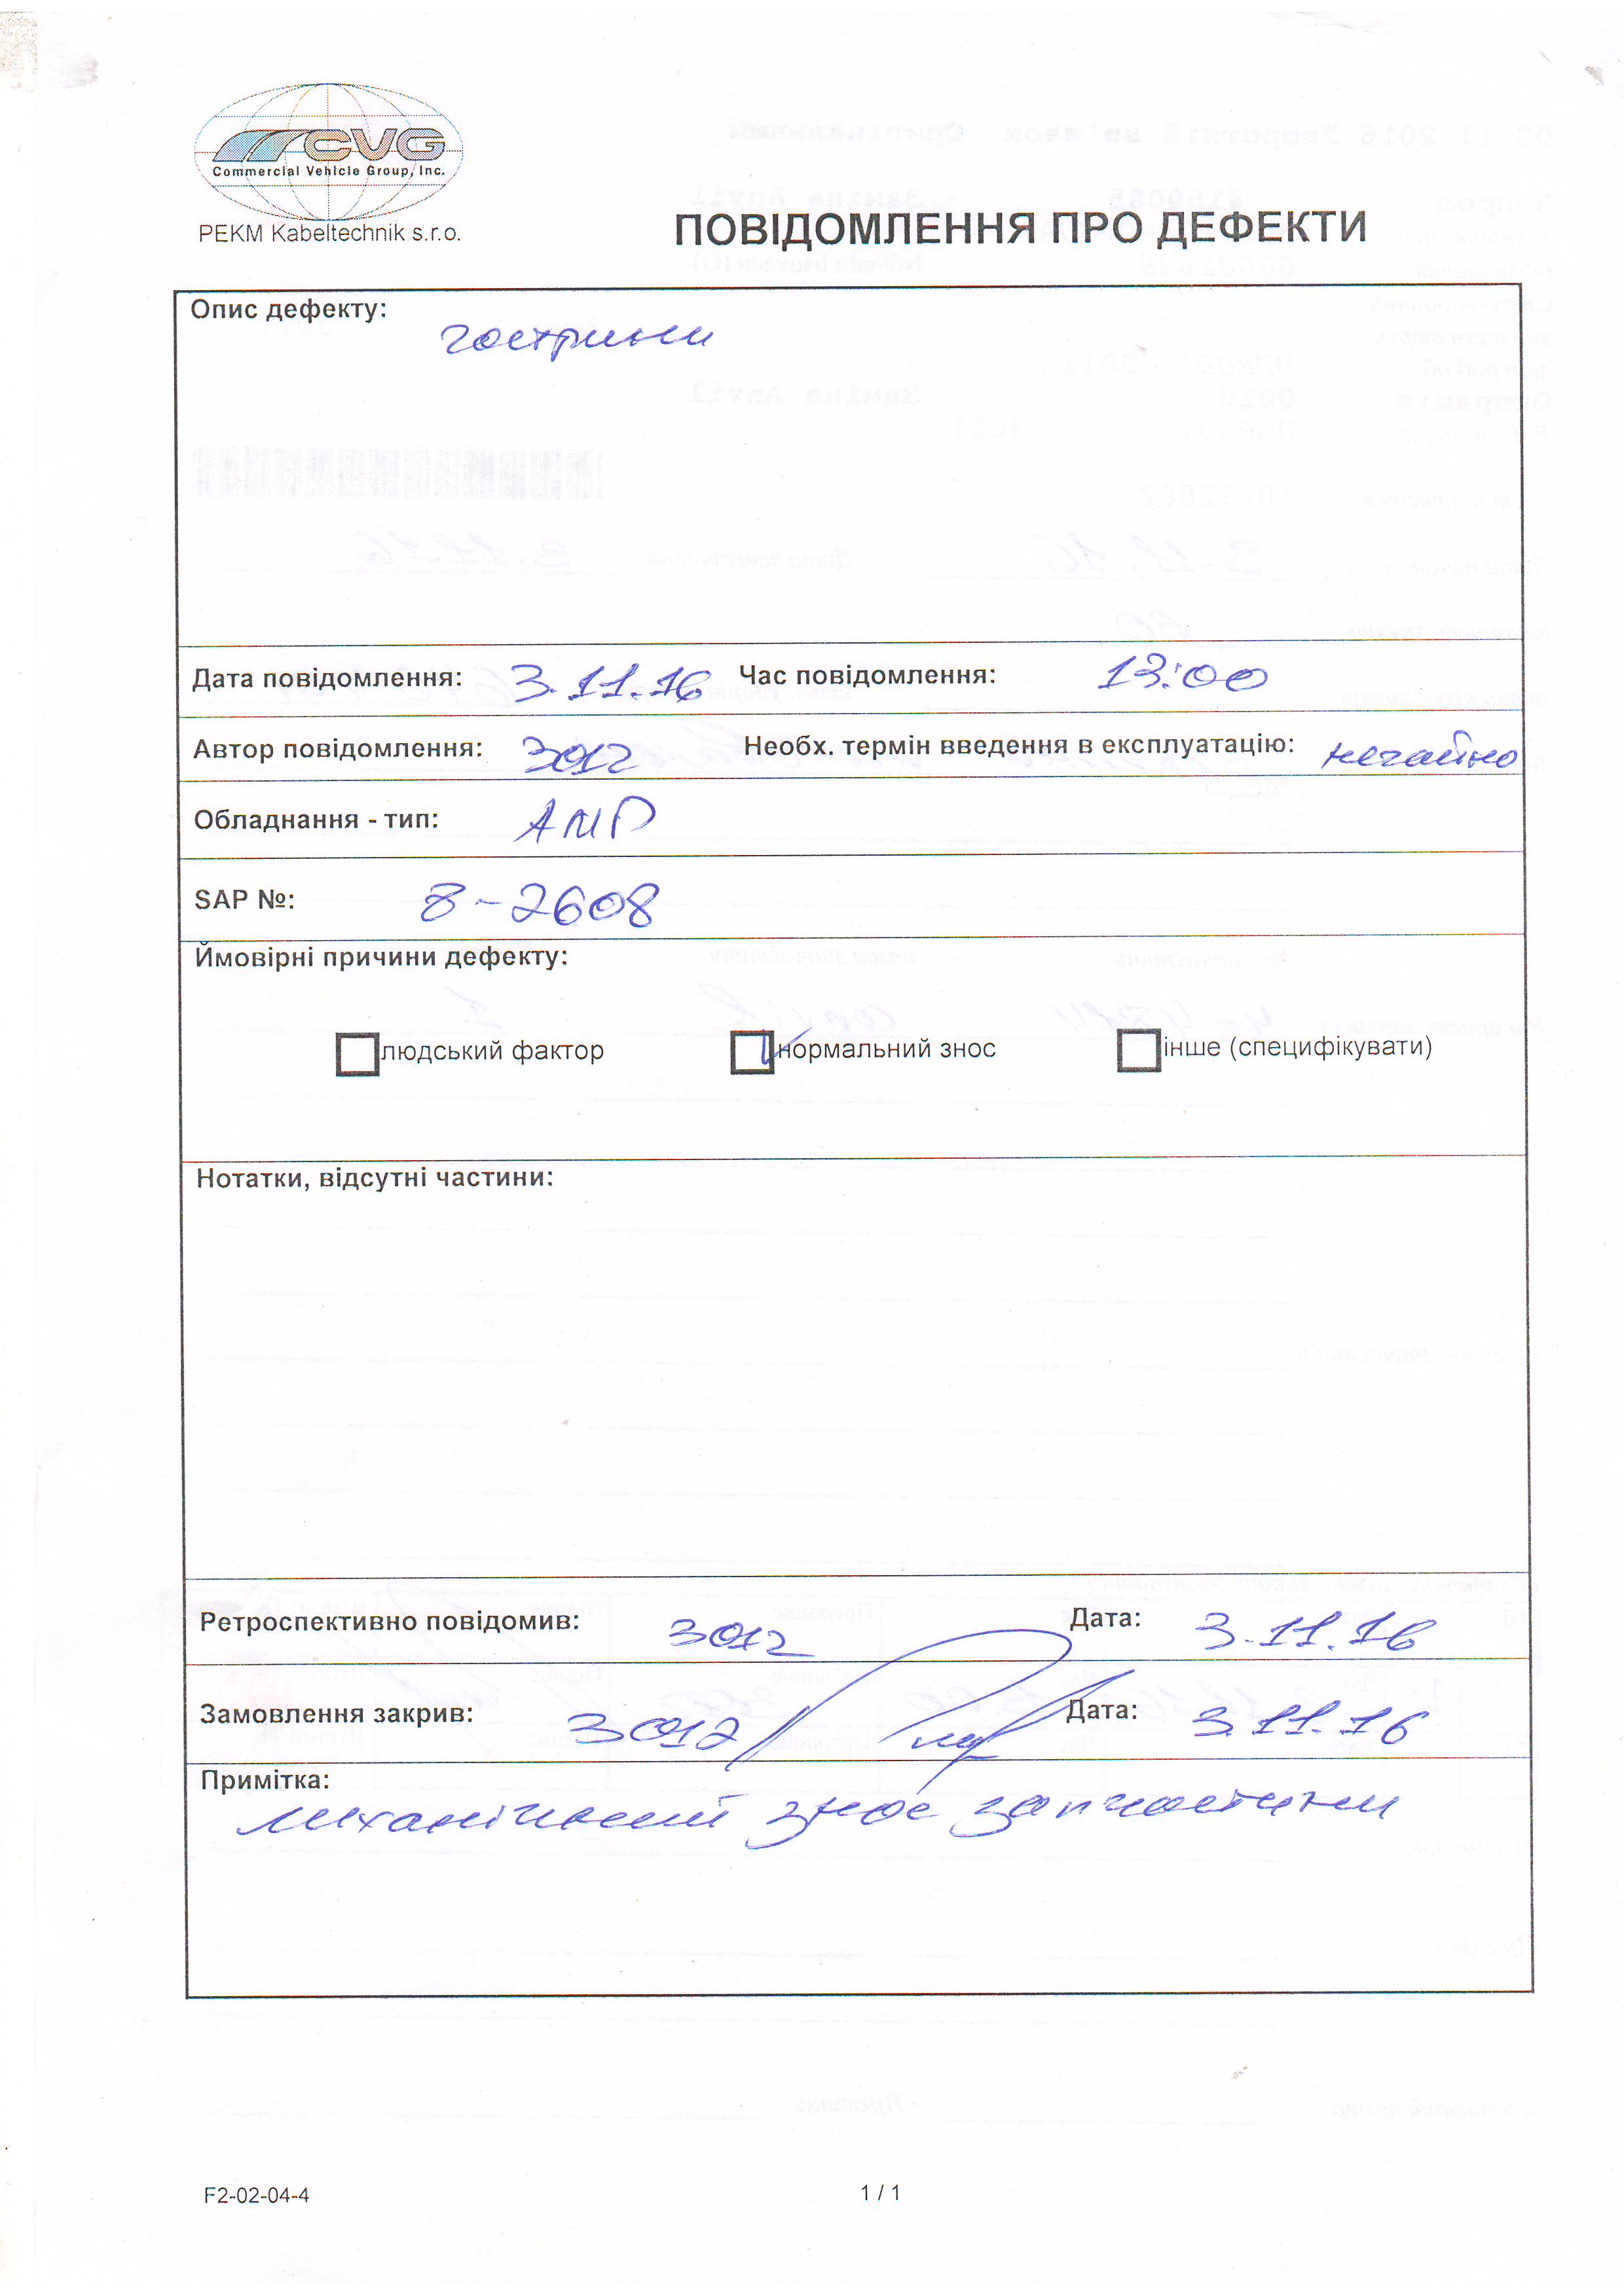 CVG
Commercial Vehicle Group, Inc.
PEKM Kabeltechnik s.r.o.
ПОВІДОМЛЕННЯ ПРО ДЕФЕКТИ
Опис дефекту:
гострини
Дата повідомлення: 3.11.16 Час повідомлення: 13:00
Автор повідомлення: 3012 Необх. термін введення в експлуатацію: негайно
Обладнання - тип: АМР
SAP №: 8-2608
Ймовірні причини дефекту:
людський фактор нормальний знос інше (специфікувати)
Нотатки, відсутні частини:
Ретроспективно повідомив: 3012 Дата: 3.11.16
Замовлення закрив: 3012 Дата: 3.11.16
Примітка:
механічний знос запчастини
F2-02-04-4 1 / 1